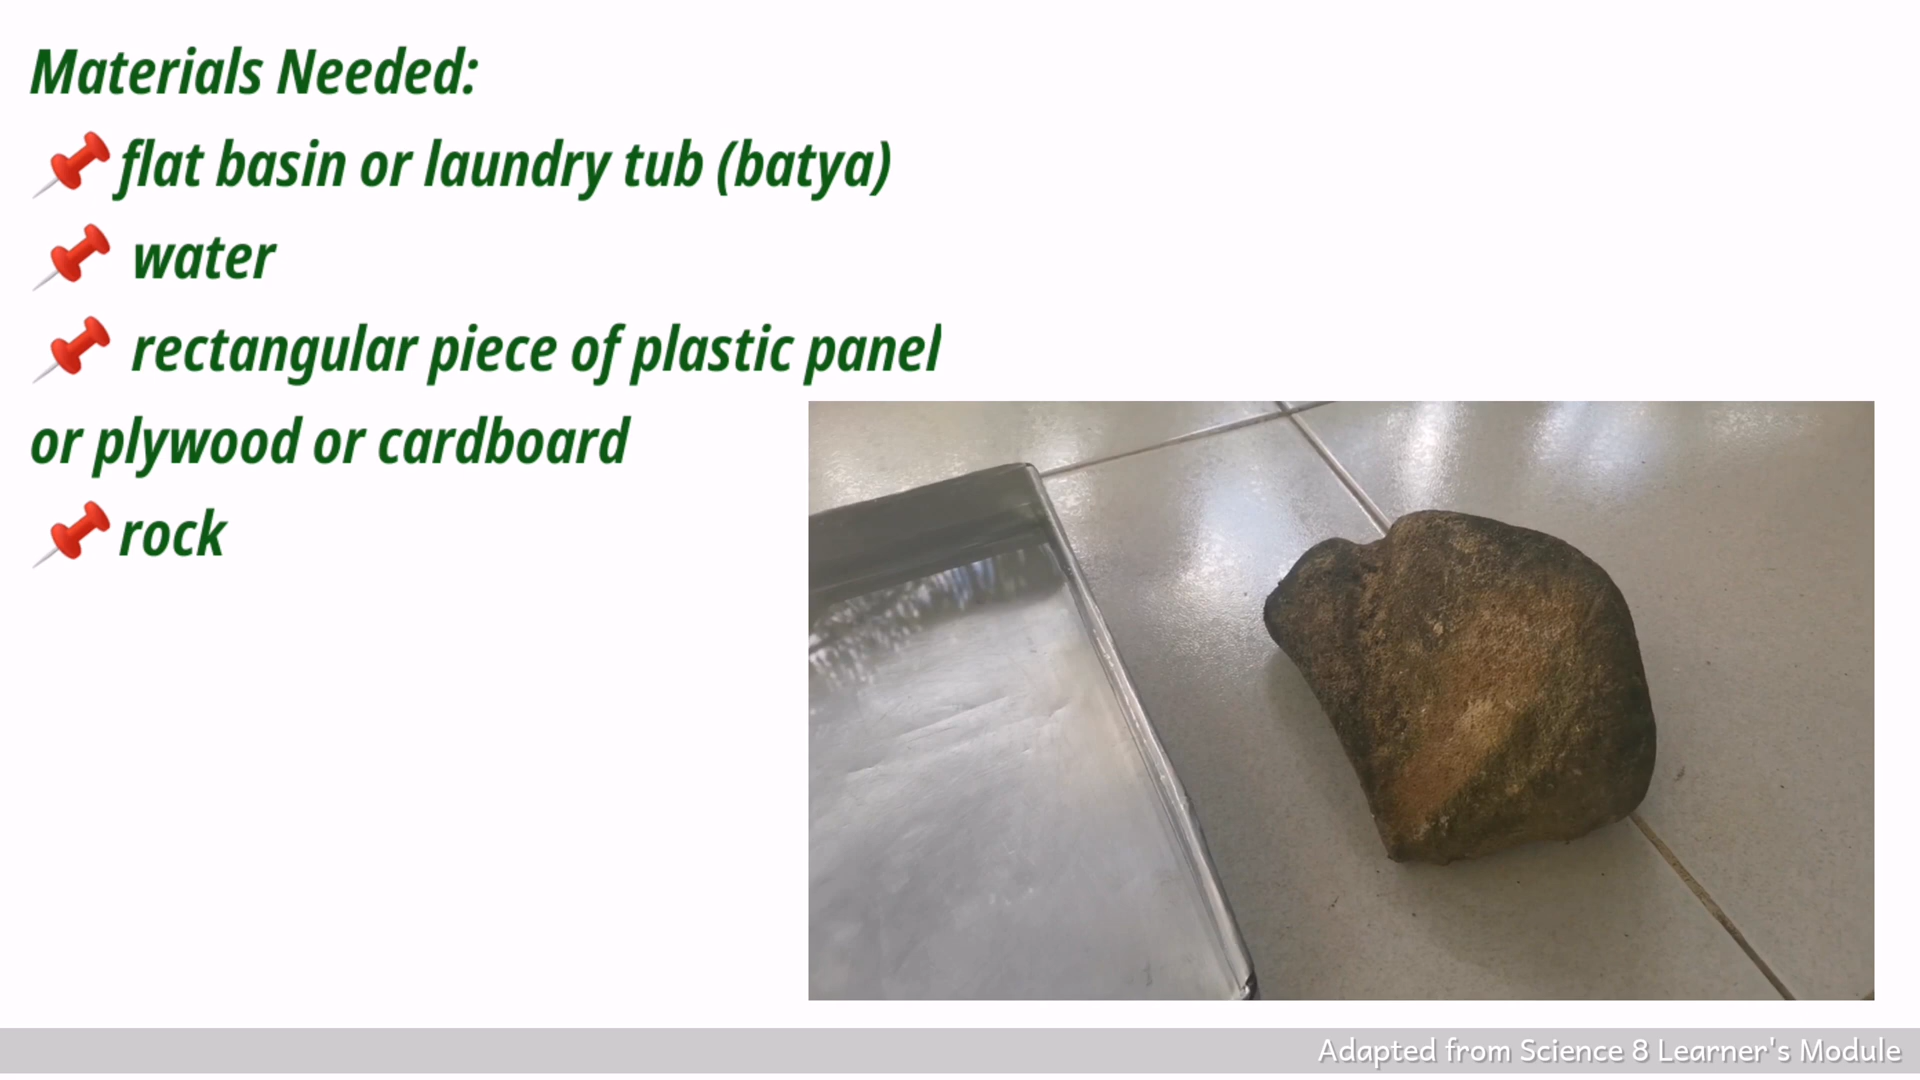 Materials Needed:
📌flat basin or laundry tub (batya)
📌 water
📌 rectangular piece of plastic panel
or plywood or cardboard
📌rock
Adapted from Science 8 Learner's Module